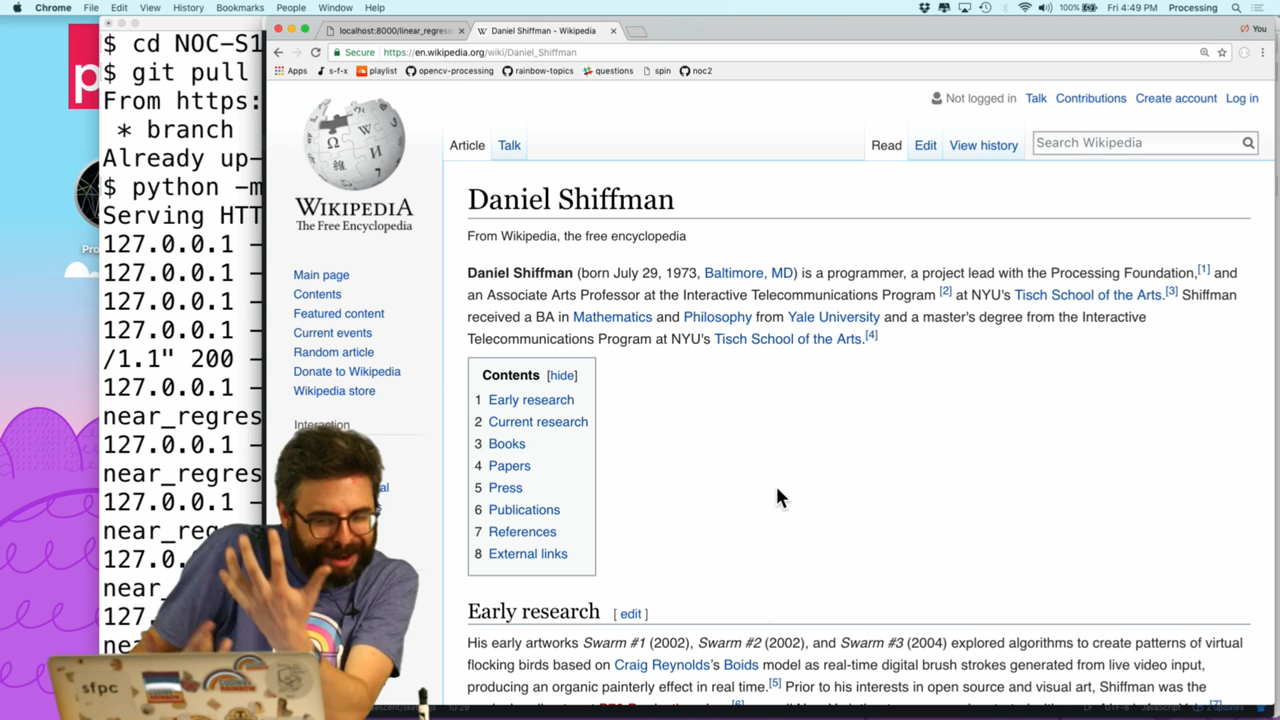 Chrome File Edit View History Bookmarks People Window Help 100% Fri 4:49 PM Processing
localhost:8000/linear_regress
Daniel Shiffman - Wikipedia
You
Secure https://en.wikipedia.org/wiki/Daniel_Shiffman
Apps s-f-x playlist opencv-processing rainbow-topics questions spin noc2
$ cd NOC-S1
$ git pull
From https:
* branch
Already up-
$ python -m
Serving HTT
127.0.0.1 -
127.0.0.1 -
127.0.0.1 -
127.0.0.1 -
/1.1" 200 -
127.0.0.1 -
near_regres
127.0.0.1 -
near_regres
127.0.0.1 -
near_reg
127.0.
near_
127.
ne
Pro
WIKIPEDIA
The Free Encyclopedia
Main page
Contents
Featured content
Current events
Random article
Donate to Wikipedia
Wikipedia store
Interaction
al
Not logged in Talk Contributions Create account Log in
Article Talk Read Edit View history Search Wikipedia
Daniel Shiffman
From Wikipedia, the free encyclopedia
Daniel Shiffman (born July 29, 1973, Baltimore, MD) is a programmer, a project lead with the Processing Foundation,[1] and
an Associate Arts Professor at the Interactive Telecommunications Program [2] at NYU's Tisch School of the Arts.[3] Shiffman
received a BA in Mathematics and Philosophy from Yale University and a master's degree from the Interactive
Telecommunications Program at NYU's Tisch School of the Arts.[4]
Contents [hide]
1 Early research
2 Current research
3 Books
4 Papers
5 Press
6 Publications
7 References
8 External links
Early research [ edit ]
His early artworks Swarm #1 (2002), Swarm #2 (2002), and Swarm #3 (2004) explored algorithms to create patterns of virtual
flocking birds based on Craig Reynolds's Boids model as real-time digital brush strokes generated from live video input,
producing an organic painterly effect in real time.[5] Prior to his interests in open source and visual art, Shiffman was the
sfpc